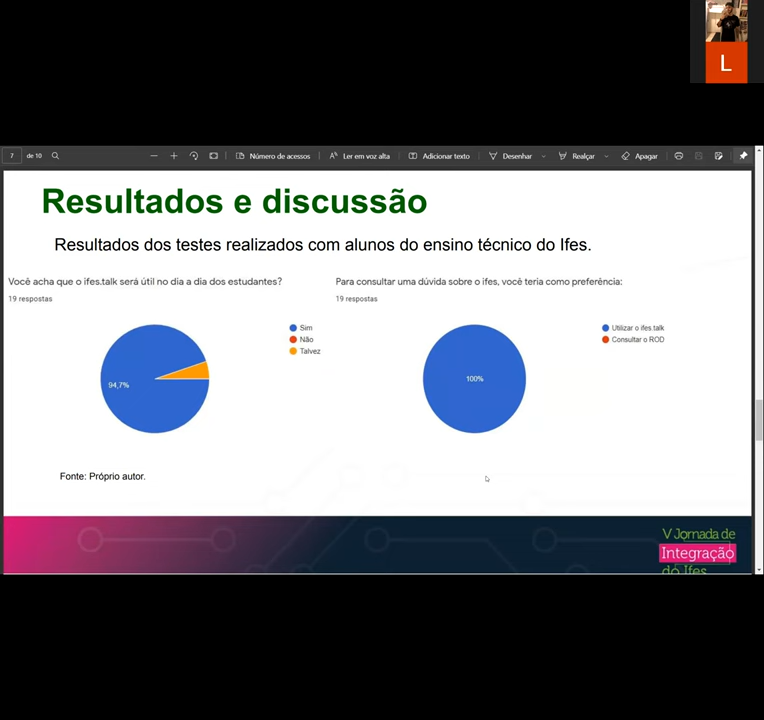 L
7 de 10
Número de acessos
Ler em voz alta
Adicionar texto
Desenhar
Realçar
Apagar
Resultados e discussão
Resultados dos testes realizados com alunos do ensino técnico do Ifes.
Você acha que o ifes.talk será útil no dia a dia dos estudantes?
19 respostas
94,7%
Sim
Não
Talvez
Para consultar uma dúvida sobre o ifes, você teria como preferência:
19 respostas
100%
Utilizar o ifes.talk
Consultar o ROD
Fonte: Próprio autor.
V Jornada de
Integração
do Ifes